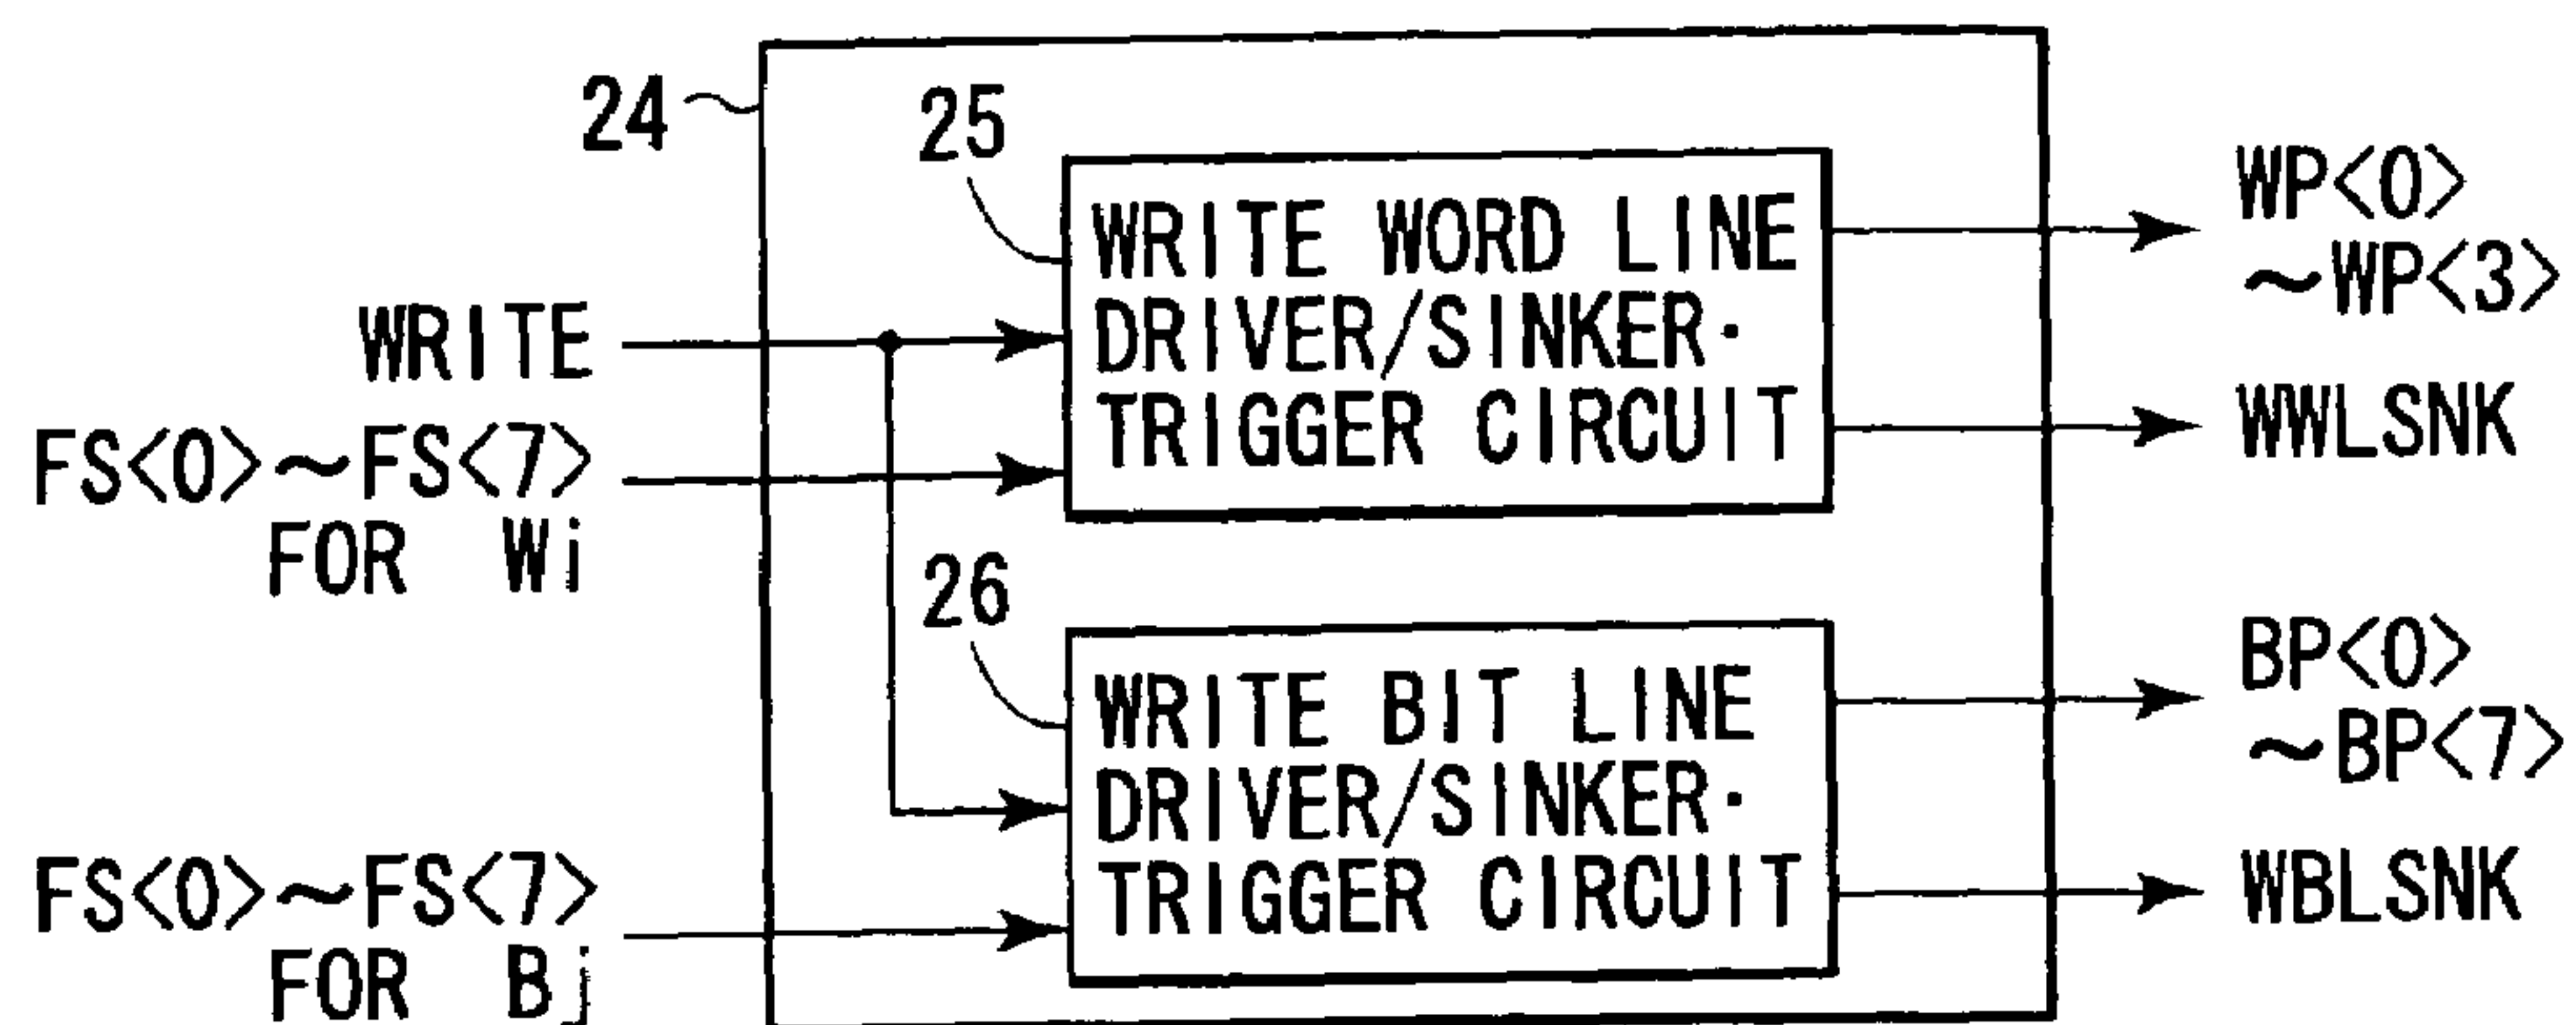 24
25
WRITE WORD LINE
DRIVER/SINKER・
TRIGGER CIRCUIT
WP<0>
~WP<3>
WWLSNK
WRITE
FS<0>~FS<7>
FOR Wi
26
WRITE BIT LINE
DRIVER/SINKER・
TRIGGER CIRCUIT
BP<0>
~BP<7>
WBLSNK
FS<0>~FS<7>
FOR Bj